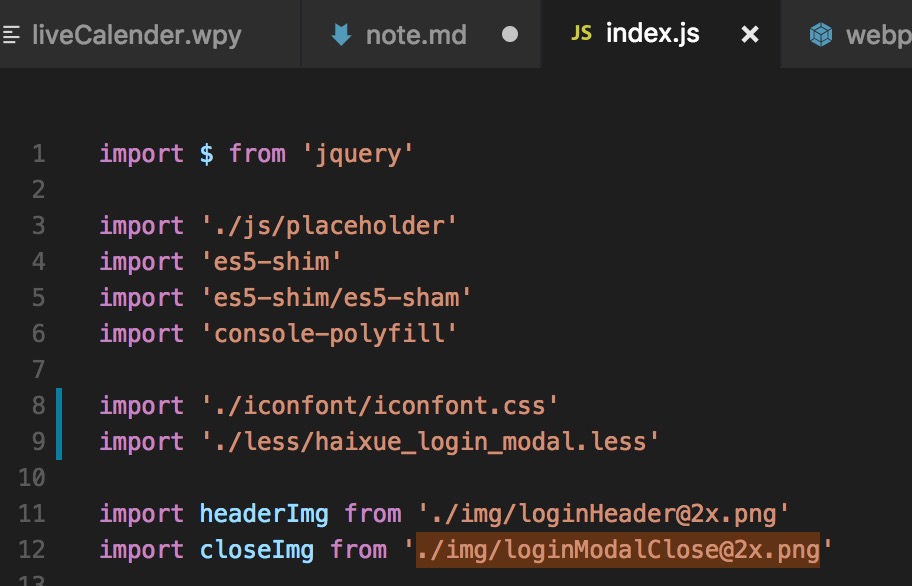 liveCalender.wpy note.md JS index.js webp
1 import $ from 'jquery'
2
3 import './js/placeholder'
4 import 'es5-shim'
5 import 'es5-shim/es5-sham'
6 import 'console-polyfill'
7
8 import './iconfont/iconfont.css'
9 import './less/haixue_login_modal.less'
10
11 import headerImg from './img/loginHeader@2x.png'
12 import closeImg from './img/loginModalClose@2x.png'
13